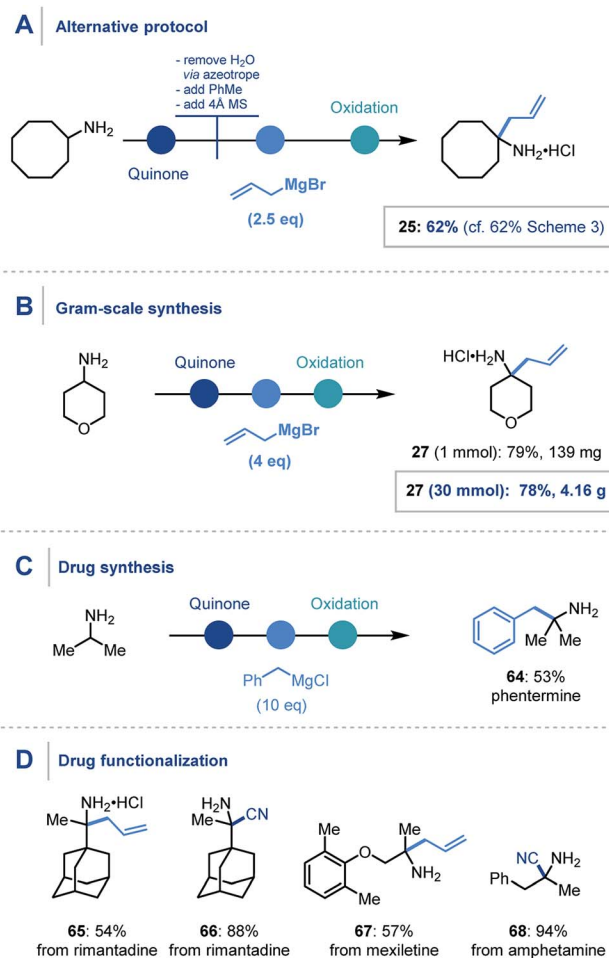 A Alternative protocol
- remove H₂O
via azeotrope
- add PhMe
- add 4Å MS
Oxidation
NH₂
Quinone
MgBr
(2.5 eq)
NH₂•HCl
25: 62% (cf. 62% Scheme 3)
B Gram-scale synthesis
NH₂
O
Quinone
Oxidation
MgBr
(4 eq)
HCl•H₂N
O
27 (1 mmol): 79%, 139 mg
27 (30 mmol): 78%, 4.16 g
C Drug synthesis
NH₂
Me Me
Quinone
Oxidation
Ph MgCl
(10 eq)
NH₂
Me Me
64: 53%
phentermine
D Drug functionalization
NH₂•HCl
Me
65: 54%
from rimantadine
H₂N
Me CN
66: 88%
from rimantadine
Me
O
Me
Me
NH₂
67: 57%
from mexiletine
NC NH₂
Ph Me
68: 94%
from amphetamine